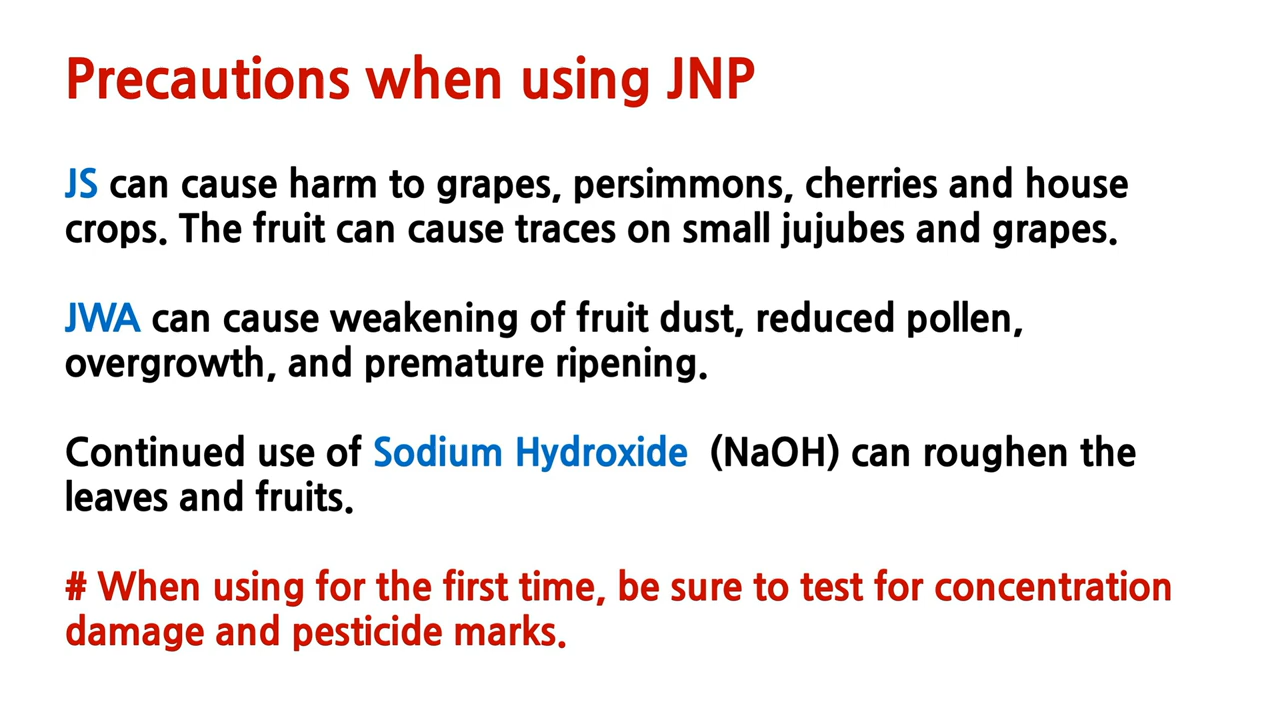 Precautions when using JNP
JS can cause harm to grapes, persimmons, cherries and house
crops. The fruit can cause traces on small jujubes and grapes.
JWA can cause weakening of fruit dust, reduced pollen,
overgrowth, and premature ripening.
Continued use of Sodium Hydroxide (NaOH) can roughen the
leaves and fruits.
# When using for the first time, be sure to test for concentration
damage and pesticide marks.